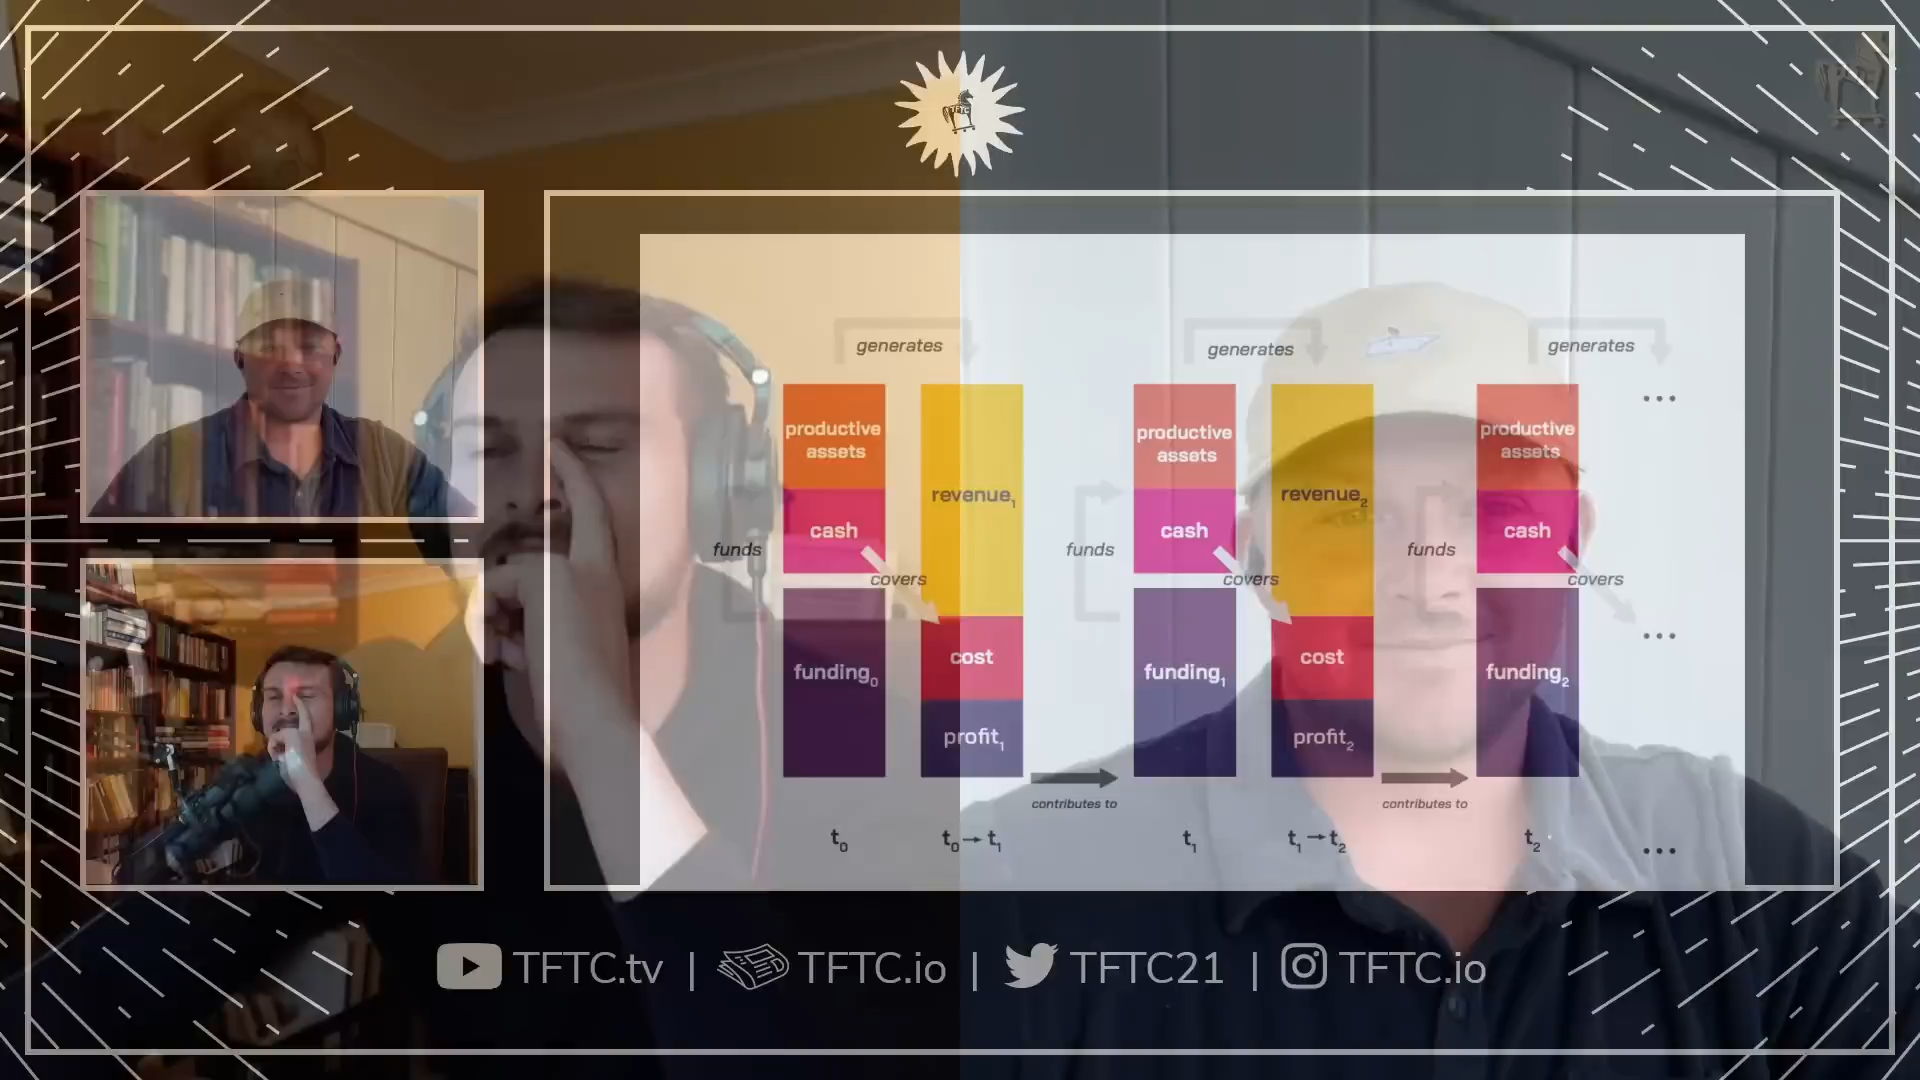 TFTC
generates
generates
generates
productive
assets
productive
assets
productive
assets
...
revenue₁
revenue₂
cash
cash
cash
funds
funds
funds
covers
covers
covers
cost
cost
...
funding₀
funding₁
funding₂
profit₁
profit₂
contributes to
contributes to
t₀
t₀ → t₁
t₁
t₁ → t₂
t₂
...
TFTC.tv | TFTC.io | TFTC21 | TFTC.io